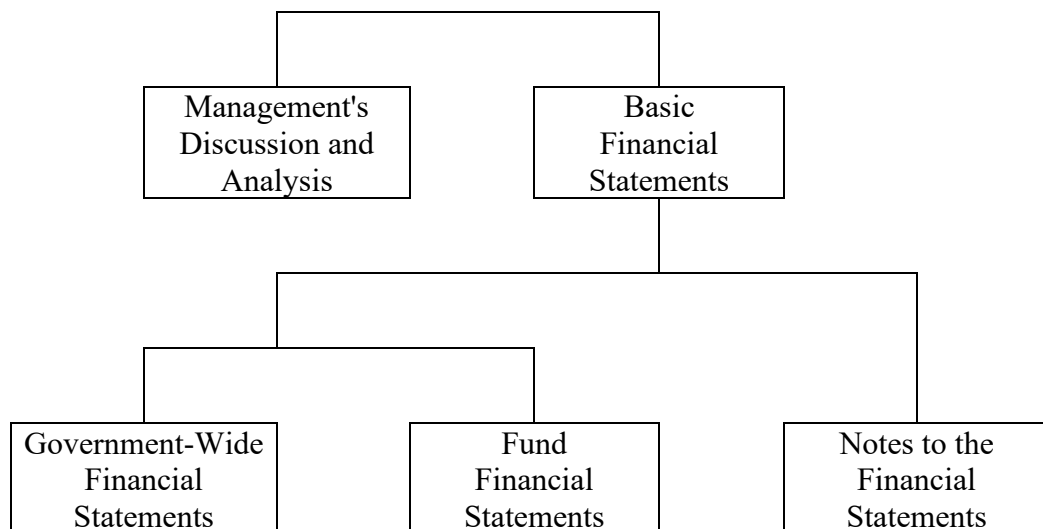 Management's
Discussion and
Analysis
Basic
Financial
Statements
Government-Wide
Financial
Statements
Fund
Financial
Statements
Notes to the
Financial
Statements